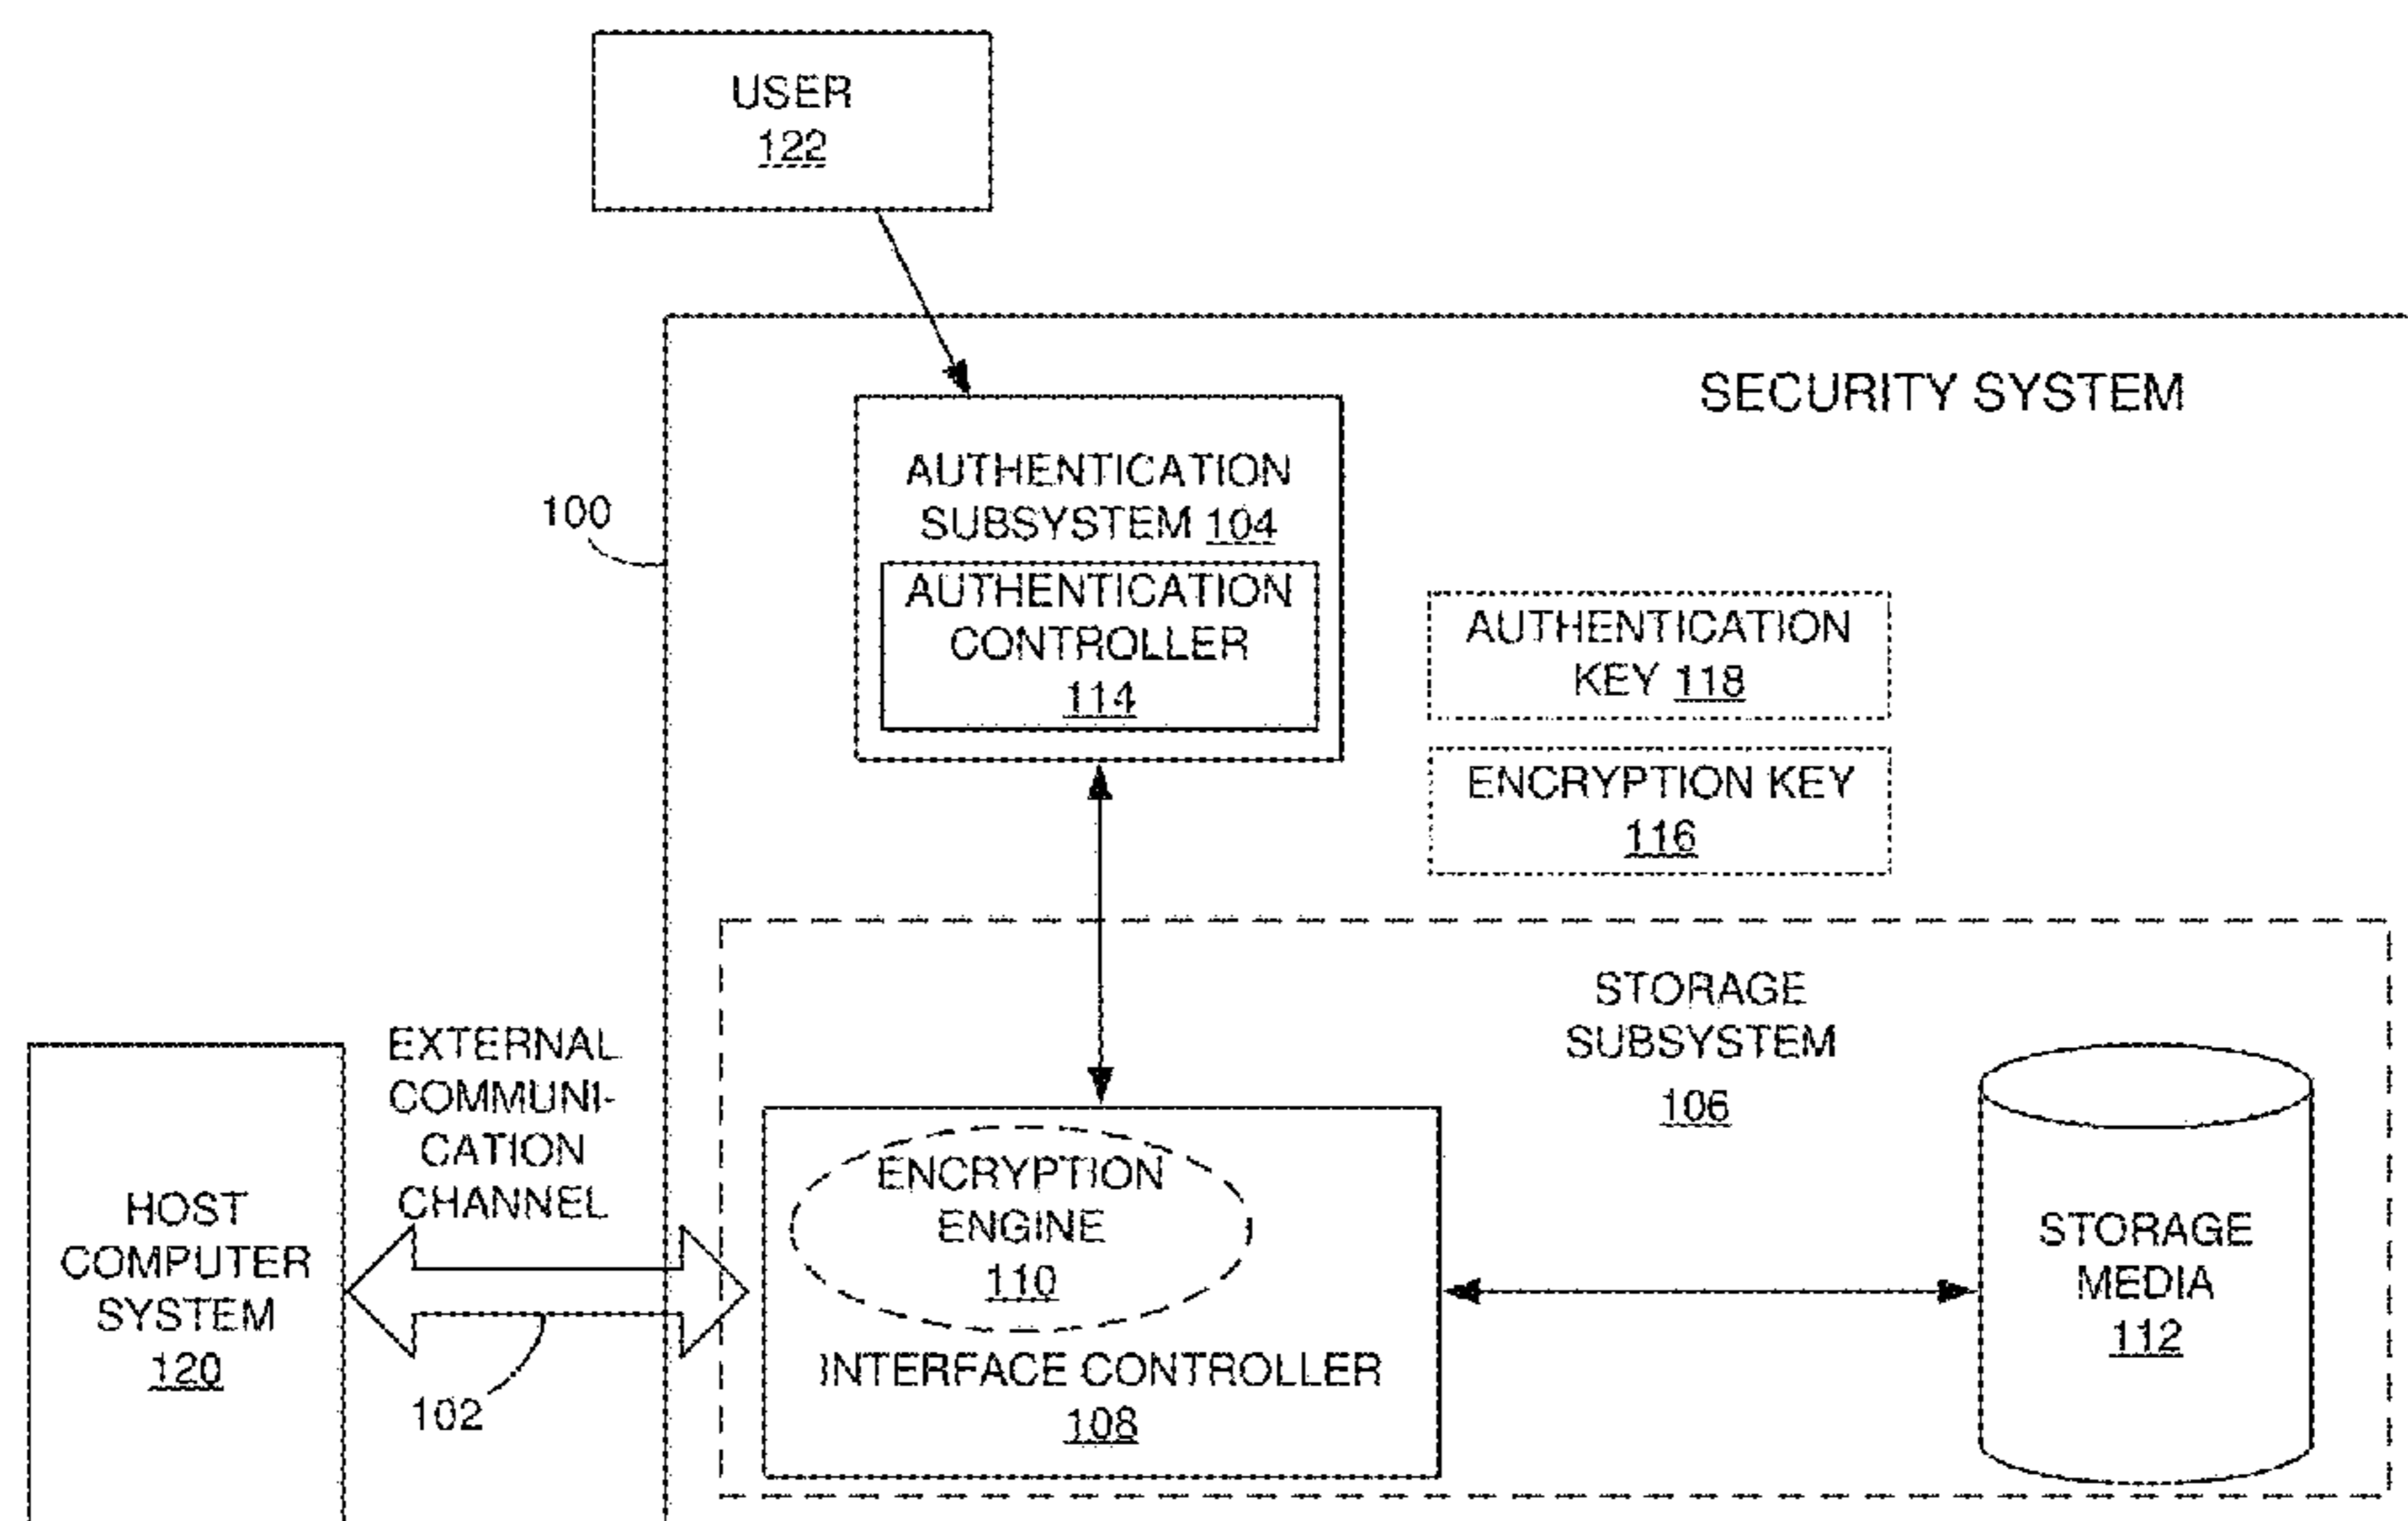 USER
122
SECURITY SYSTEM
100
AUTHENTICATION
SUBSYSTEM 104
AUTHENTICATION
CONTROLLER
114
AUTHENTICATION
KEY 118
ENCRYPTION KEY
116
STORAGE
SUBSYSTEM
106
EXTERNAL
COMMUNI-
CATION
CHANNEL
HOST
COMPUTER
SYSTEM
120
102
ENCRYPTION
ENGINE
110
INTERFACE CONTROLLER
108
STORAGE
MEDIA
112